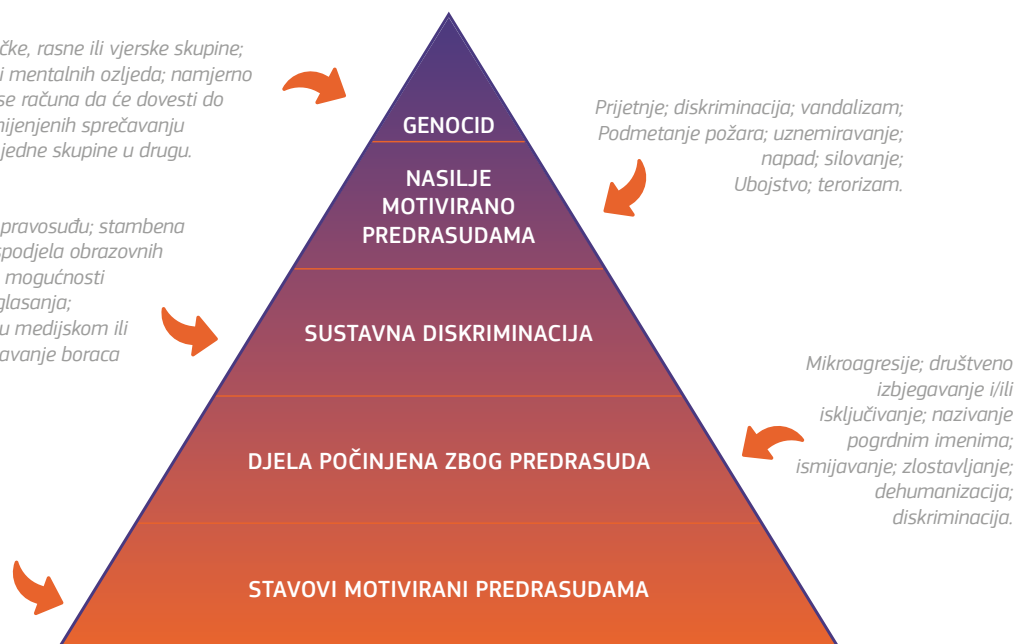 čke, rasne ili vjerske skupine;
i mentalnih ozljeda; namjerno
se računa da će dovesti do
mijenjenih sprečavanju
jedne skupine u drugu.
GENOCID
Prijetnje; diskriminacija; vandalizam;
Podmetanje požara; uznemiravanje;
napad; silovanje;
Ubojstvo; terorizam.
NASILJE
MOTIVIRANO
PREDRASUDAMA
pravosuđu; stambena
spodjela obrazovnih
mogućnosti
glasanja;
u medijskom ili
avanje boraca
SUSTAVNA DISKRIMINACIJA
Mikroagresije; društveno
izbjegavanje i/ili
isključivanje; nazivanje
pogrdnim imenima;
ismijavanje; zlostavljanje;
dehumanizacija;
diskriminacija.
DJELA POČINJENA ZBOG PREDRASUDA
STAVOVI MOTIVIRANI PREDRASUDAMA